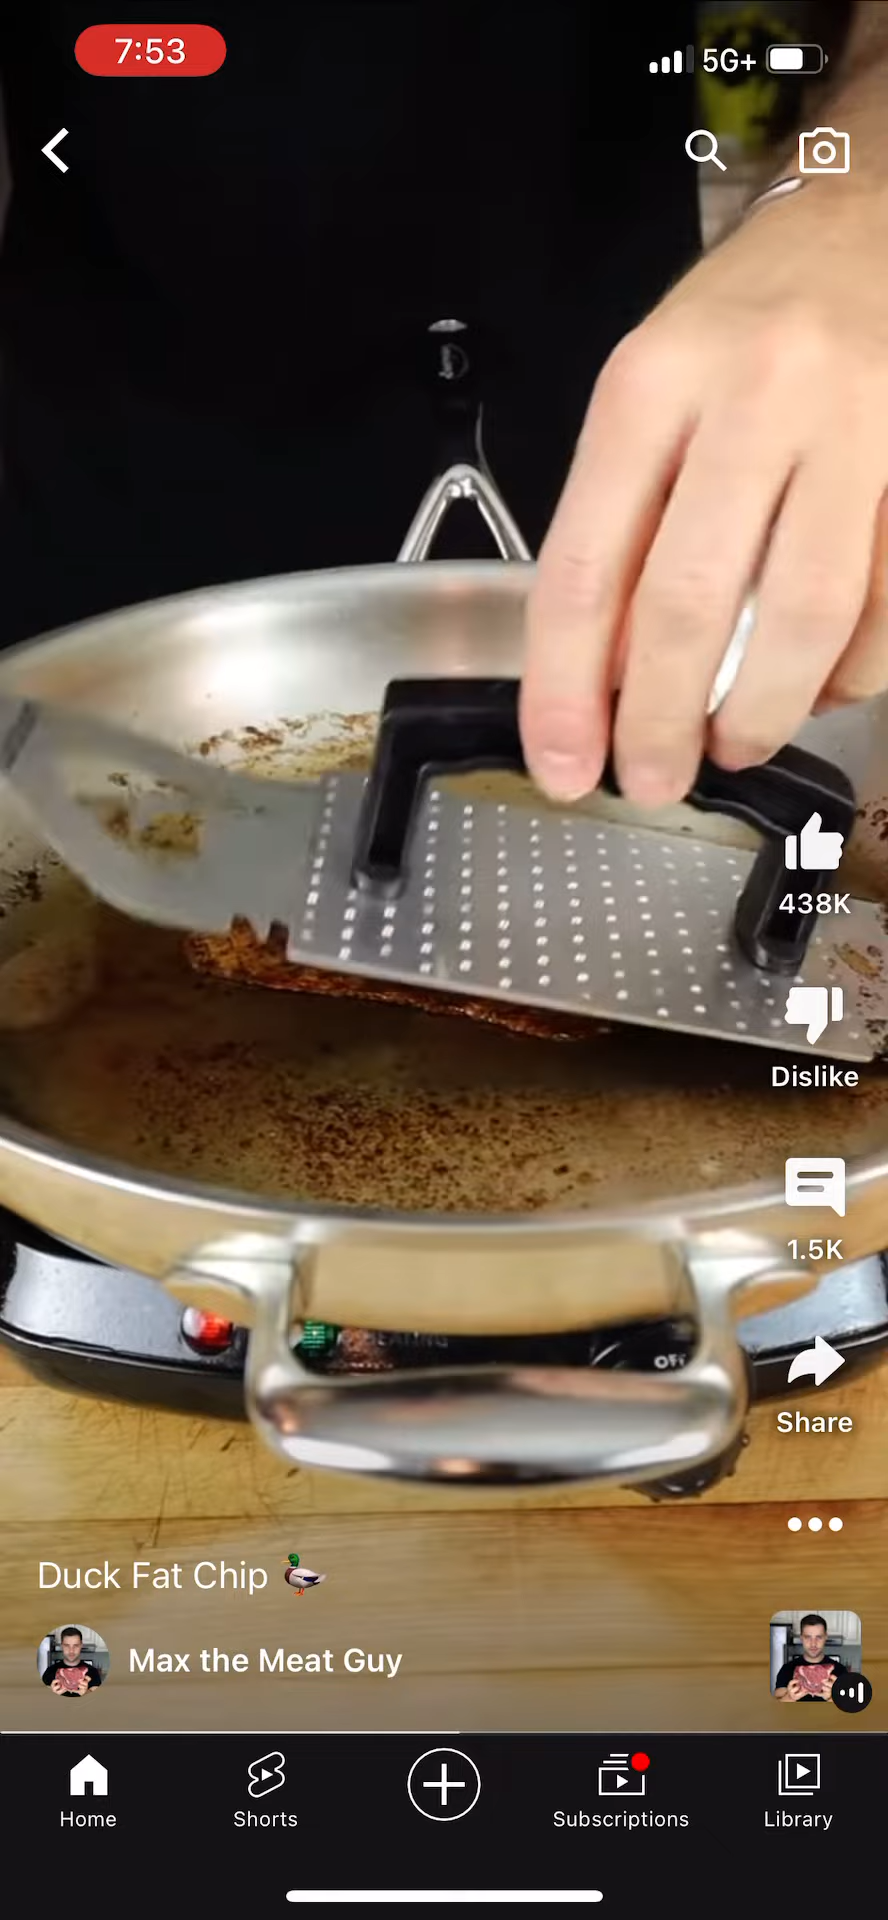 7:53
5G+
438K
Dislike
1.5K
OFF
Share
Duck Fat Chip 🦆
Max the Meat Guy
Home
Shorts
Subscriptions
Library